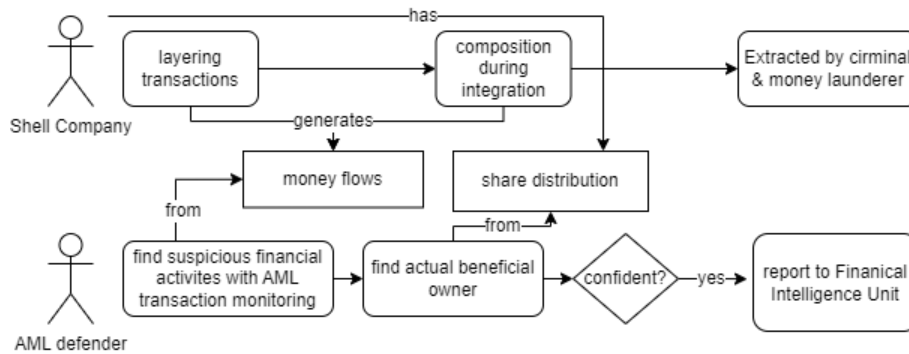 has
layering
transactions
composition
during
integration
Extracted by cirminal
& money launderer
Shell Company
generates
money flows
share distribution
from
from
find suspicious financial
activites with AML
transaction monitoring
find actual beneficial
owner
confident?
yes
report to Finanical
Intelligence Unit
AML defender